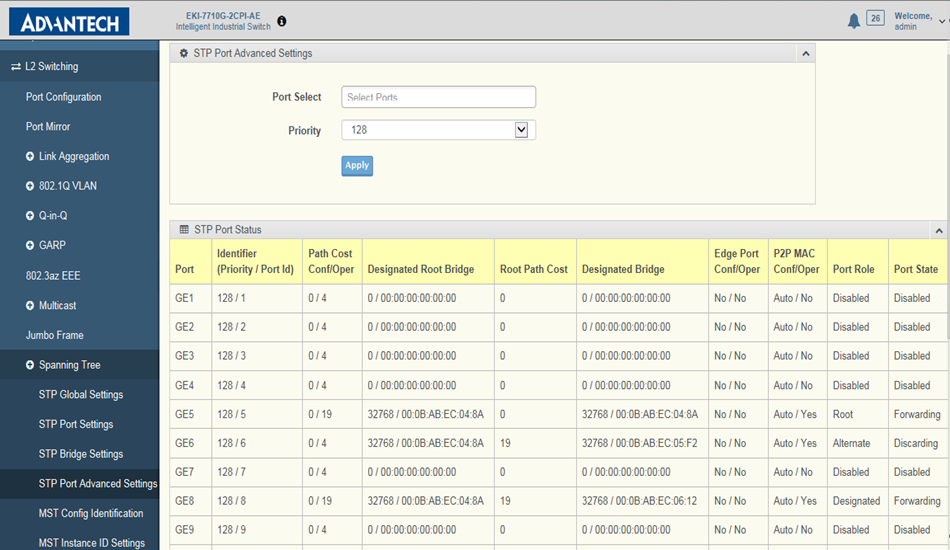 ADVANTECH
EKI-7710G-2CPI-AE
Intelligent Industrial Switch
26
Welcome,
admin
L2 Switching
Port Configuration
Port Mirror
Link Aggregation
802.1Q VLAN
Q-in-Q
GARP
802.3az EEE
Multicast
Jumbo Frame
Spanning Tree
STP Global Settings
STP Port Settings
STP Bridge Settings
STP Port Advanced Settings
MST Config Identification
MST Instance ID Settings
STP Port Advanced Settings
Port Select Select Ports
Priority 128
Apply
STP Port Status
Port Identifier (Priority / Port Id) Path Cost Conf/Oper Designated Root Bridge Root Path Cost Designated Bridge Edge Port Conf/Oper P2P MAC Conf/Oper Port Role Port State
GE1 128 / 1 0 / 4 0 / 00:00:00:00:00:00 0 0 / 00:00:00:00:00:00 No / No Auto / No Disabled Disabled
GE2 128 / 2 0 / 4 0 / 00:00:00:00:00:00 0 0 / 00:00:00:00:00:00 No / No Auto / No Disabled Disabled
GE3 128 / 3 0 / 4 0 / 00:00:00:00:00:00 0 0 / 00:00:00:00:00:00 No / No Auto / No Disabled Disabled
GE4 128 / 4 0 / 4 0 / 00:00:00:00:00:00 0 0 / 00:00:00:00:00:00 No / No Auto / No Disabled Disabled
GE5 128 / 5 0 / 19 32768 / 00:0B:AB:EC:04:8A 0 32768 / 00:0B:AB:EC:04:8A No / No Auto / Yes Root Forwarding
GE6 128 / 6 0 / 4 32768 / 00:0B:AB:EC:04:8A 19 32768 / 00:0B:AB:EC:05:F2 No / No Auto / Yes Alternate Discarding
GE7 128 / 7 0 / 4 0 / 00:00:00:00:00:00 0 0 / 00:00:00:00:00:00 No / No Auto / No Disabled Disabled
GE8 128 / 8 0 / 19 32768 / 00:0B:AB:EC:04:8A 19 32768 / 00:0B:AB:EC:06:12 No / No Auto / Yes Designated Forwarding
GE9 128 / 9 0 / 4 0 / 00:00:00:00:00:00 0 0 / 00:00:00:00:00:00 No / No Auto / No Disabled Disabled